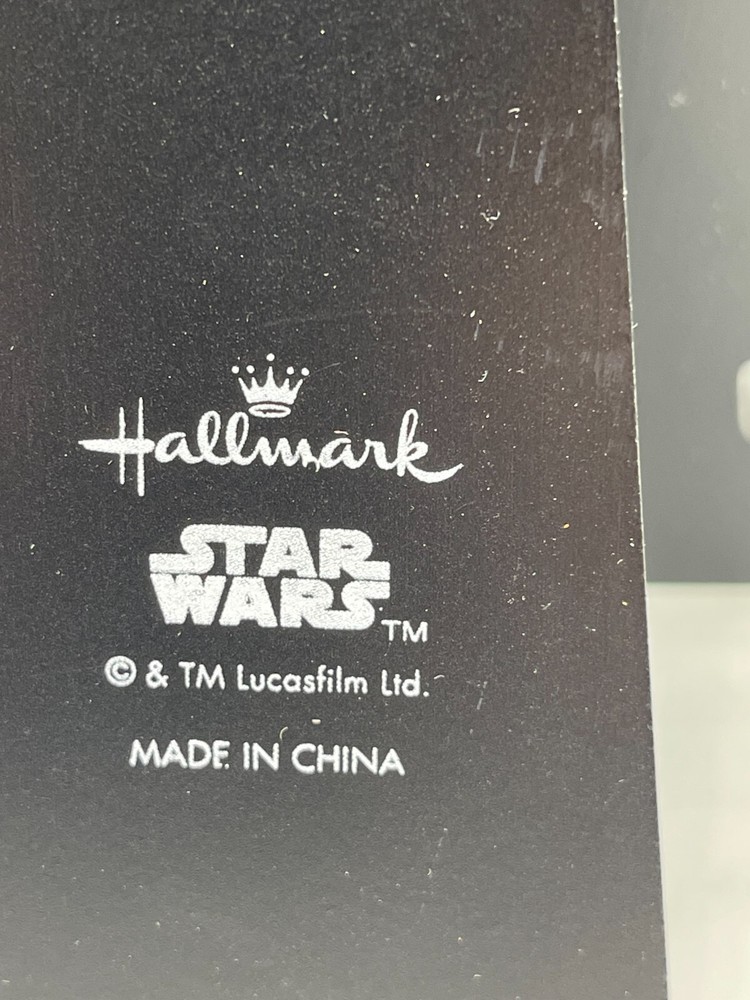 Hallmark
STAR
WARS TM
© & TM Lucasfilm Ltd.
MADE IN CHINA